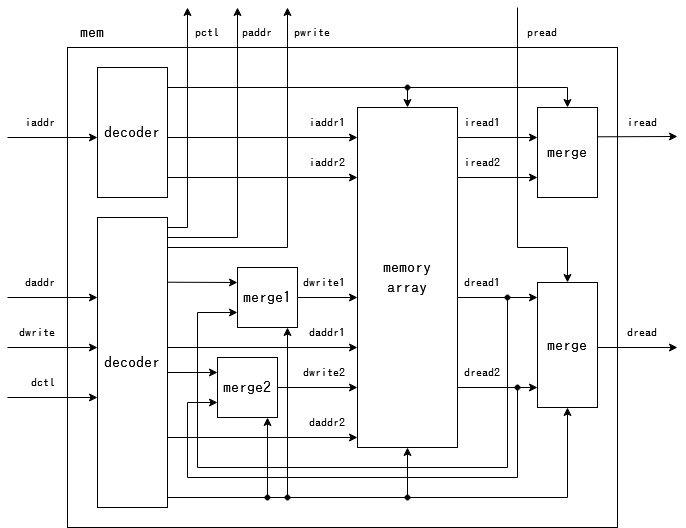 mem
pctl
paddr
pwrite
pread
iaddr
decoder
iaddr1
iaddr2
iread1
iread2
merge
iread
daddr
dwrite
dctl
decoder
merge1
merge2
dwrite1
daddr1
dwrite2
daddr2
memory
array
dread1
dread2
merge
dread